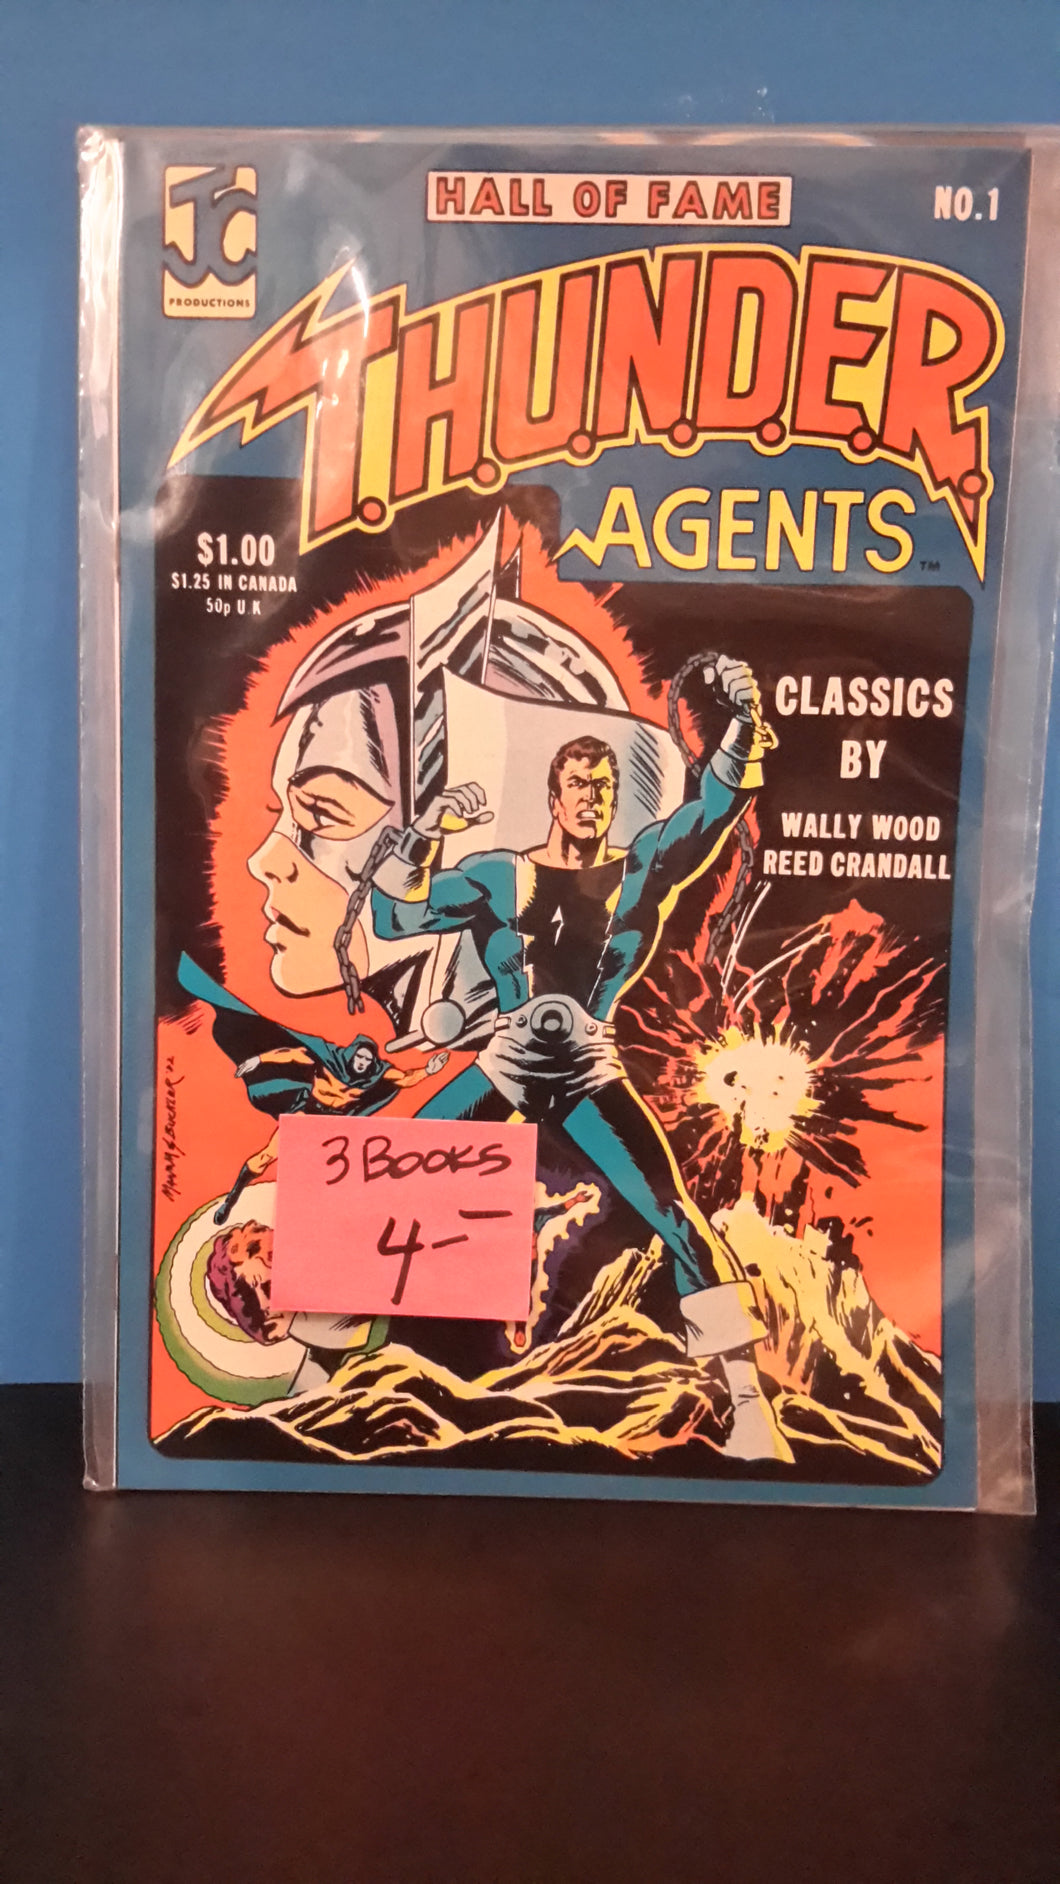 JC
PRODUCTIONS
HALL OF FAME
NO.1
T.H.U.N.D.E.R.
AGENTS
TM
$1.00
$1.25 IN CANADA
50p U.K
CLASSICS
BY
WALLY WOOD
REED CRANDALL
3 BOOKS
4-